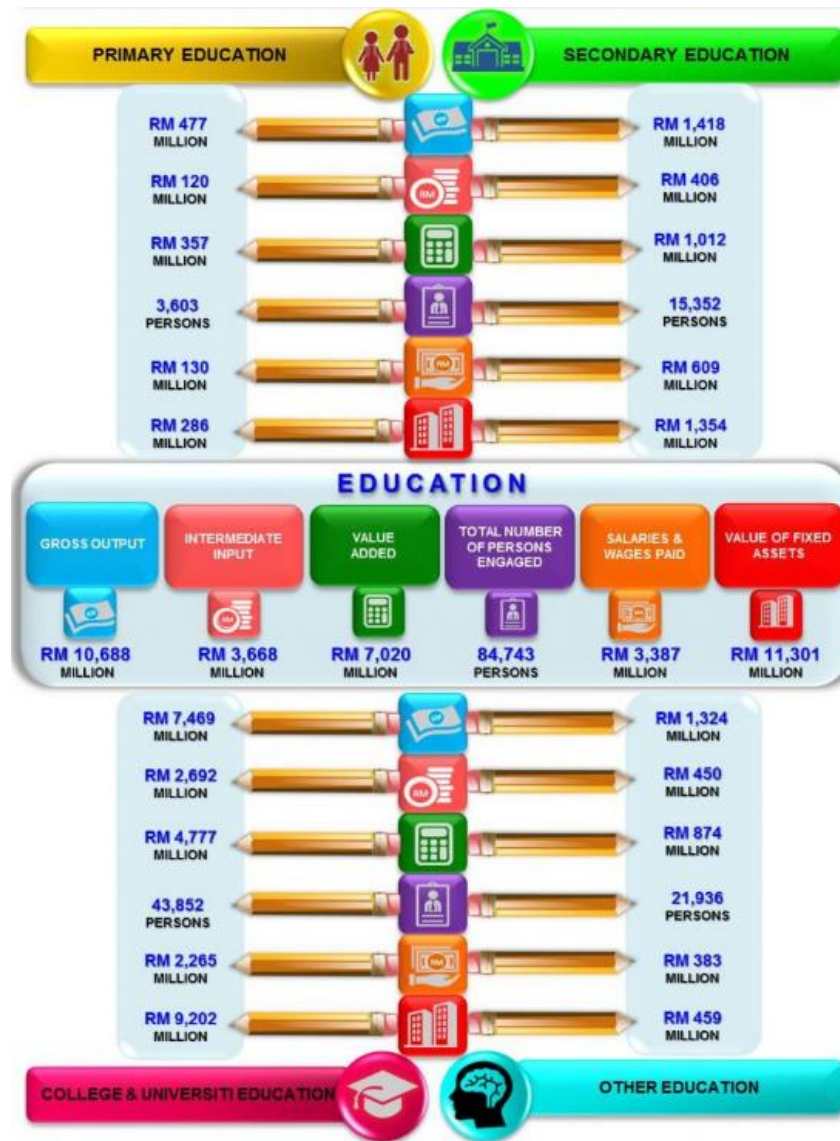 PRIMARY EDUCATION
SECONDARY EDUCATION
RM 477
MILLION
RM 1,418
MILLION
RM 120
MILLION
RM
RM 406
MILLION
RM 357
MILLION
RM 1,012
MILLION
3,603
PERSONS
15,352
PERSONS
RM 130
MILLION
RM
RM 609
MILLION
RM 286
MILLION
RM 1,354
MILLION
EDUCATION
GROSS OUTPUT
INTERMEDIATE
INPUT
VALUE
ADDED
TOTAL NUMBER
OF PERSONS
ENGAGED
SALARIES &
WAGES PAID
VALUE OF FIXED
ASSETS
RM
RM
RM 10,688
MILLION
RM 3,668
MILLION
RM 7,020
MILLION
84,743
PERSONS
RM 3,387
MILLION
RM 11,301
MILLION
RM 7,469
MILLION
RM 1,324
MILLION
RM 2,692
MILLION
RM
RM 450
MILLION
RM 4,777
MILLION
RM 874
MILLION
43,852
PERSONS
21,936
PERSONS
RM 2,265
MILLION
RM
RM 383
MILLION
RM 9,202
MILLION
RM 459
MILLION
COLLEGE & UNIVERSITI EDUCATION
OTHER EDUCATION